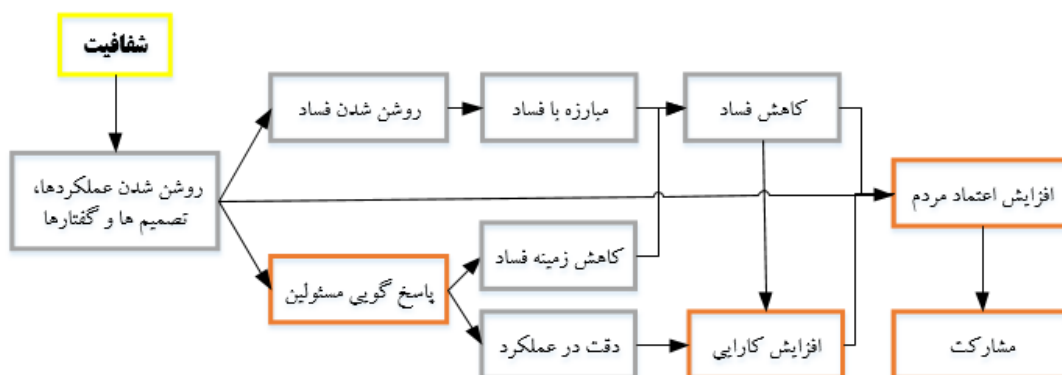 شفافیت
روشن شدن عملکردها،
تصمیم ها و گفتارها
روشن شدن فساد
مبارزه با فساد
کاهش فساد
افزایش اعتماد مردم
پاسخ گویی مسئولین
کاهش زمینه فساد
دقت در عملکرد
افزایش کارایی
مشارکت